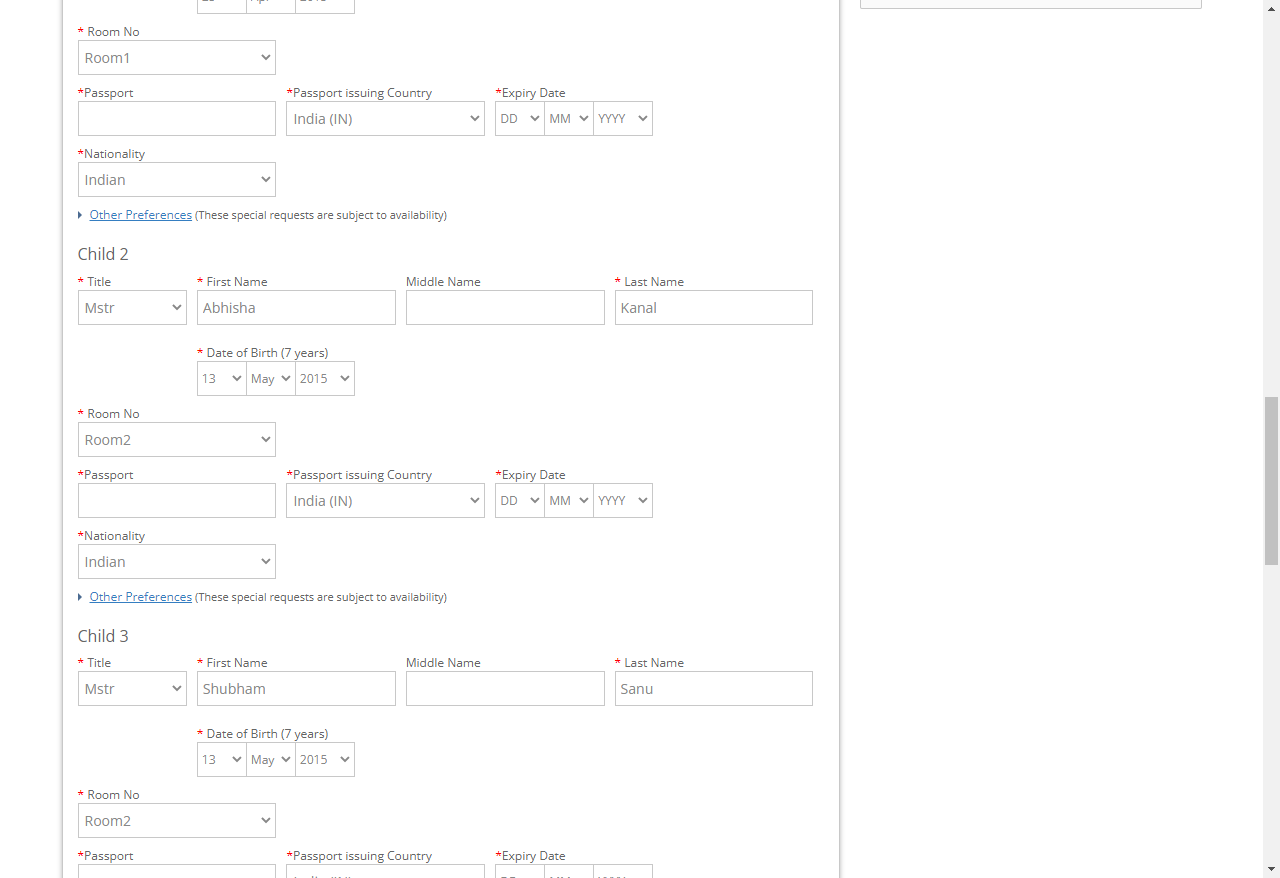 * Room No
Room1
*Passport *Passport issuing Country *Expiry Date
India (IN) DD MM YYYY
*Nationality
Indian
Other Preferences (These special requests are subject to availability)
Child 2
* Title * First Name Middle Name * Last Name
Mstr Abhisha Kanal
* Date of Birth (7 years)
13 May 2015
* Room No
Room2
*Passport *Passport issuing Country *Expiry Date
India (IN) DD MM YYYY
*Nationality
Indian
Other Preferences (These special requests are subject to availability)
Child 3
* Title * First Name Middle Name * Last Name
Mstr Shubham Sanu
* Date of Birth (7 years)
13 May 2015
* Room No
Room2
*Passport *Passport issuing Country *Expiry Date